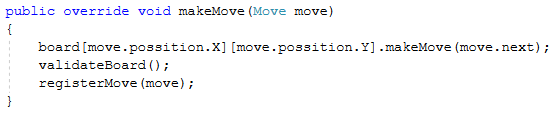 public override void makeMove(Move move)
{
    board[move.possition.X][move.possition.Y].makeMove(move.next);
    validateBoard();
    registerMove(move);
}